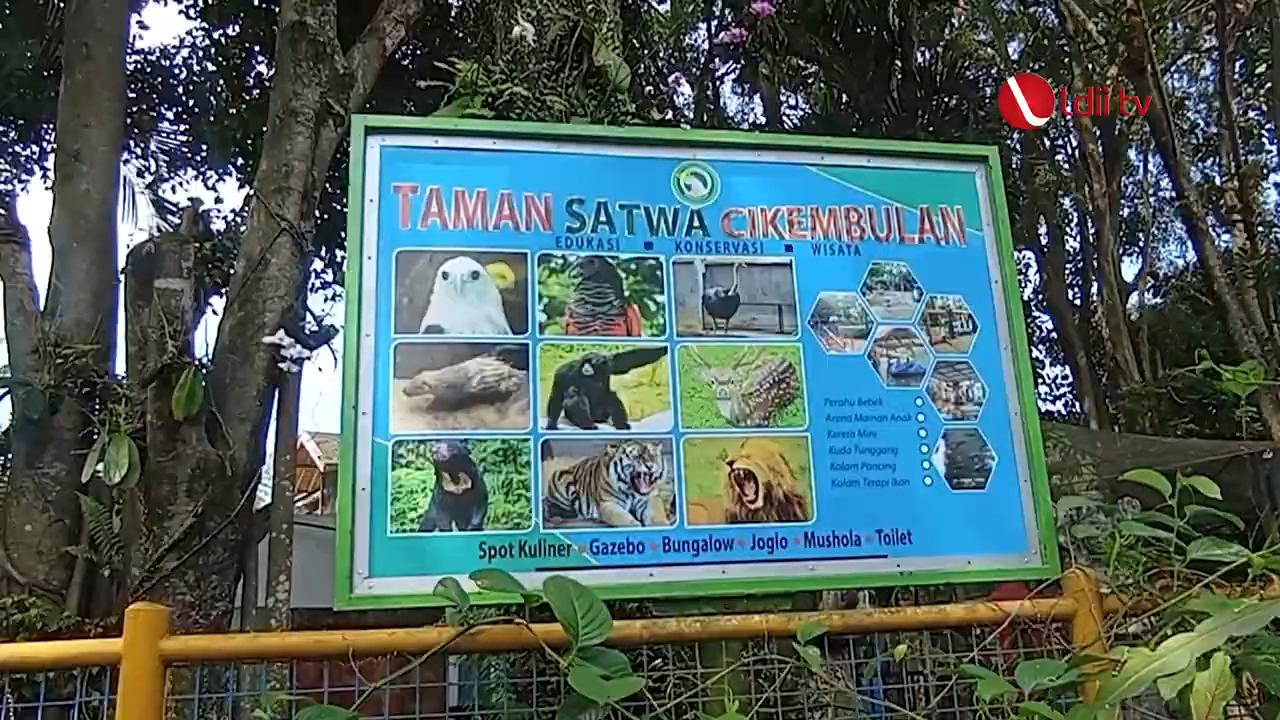 tdii tv
TAMAN SATWA CIKEMBULAN
EDUKASI ■ KONSERVASI ■ WISATA
Perahu Bebek
Arena Mainan Anak
Kereta Mini
Kuda Tunggang
Kolam Pancing
Kolam Terapi Ikan
Spot Kuliner • Gazebo • Bungalow • Joglo • Mushola • Toilet